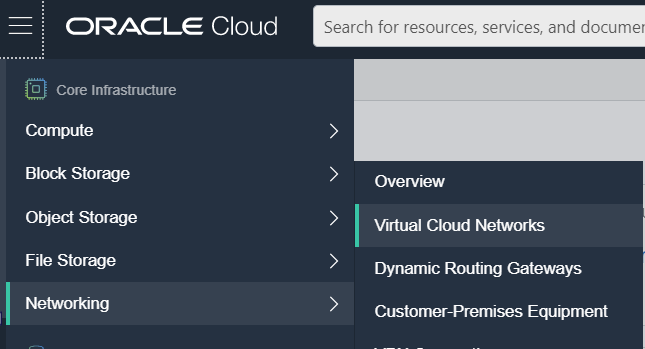 ORACLE Cloud
Search for resources, services, and documen
Core Infrastructure
Compute
Block Storage
Object Storage
File Storage
Networking
Overview
Virtual Cloud Networks
Dynamic Routing Gateways
Customer-Premises Equipment